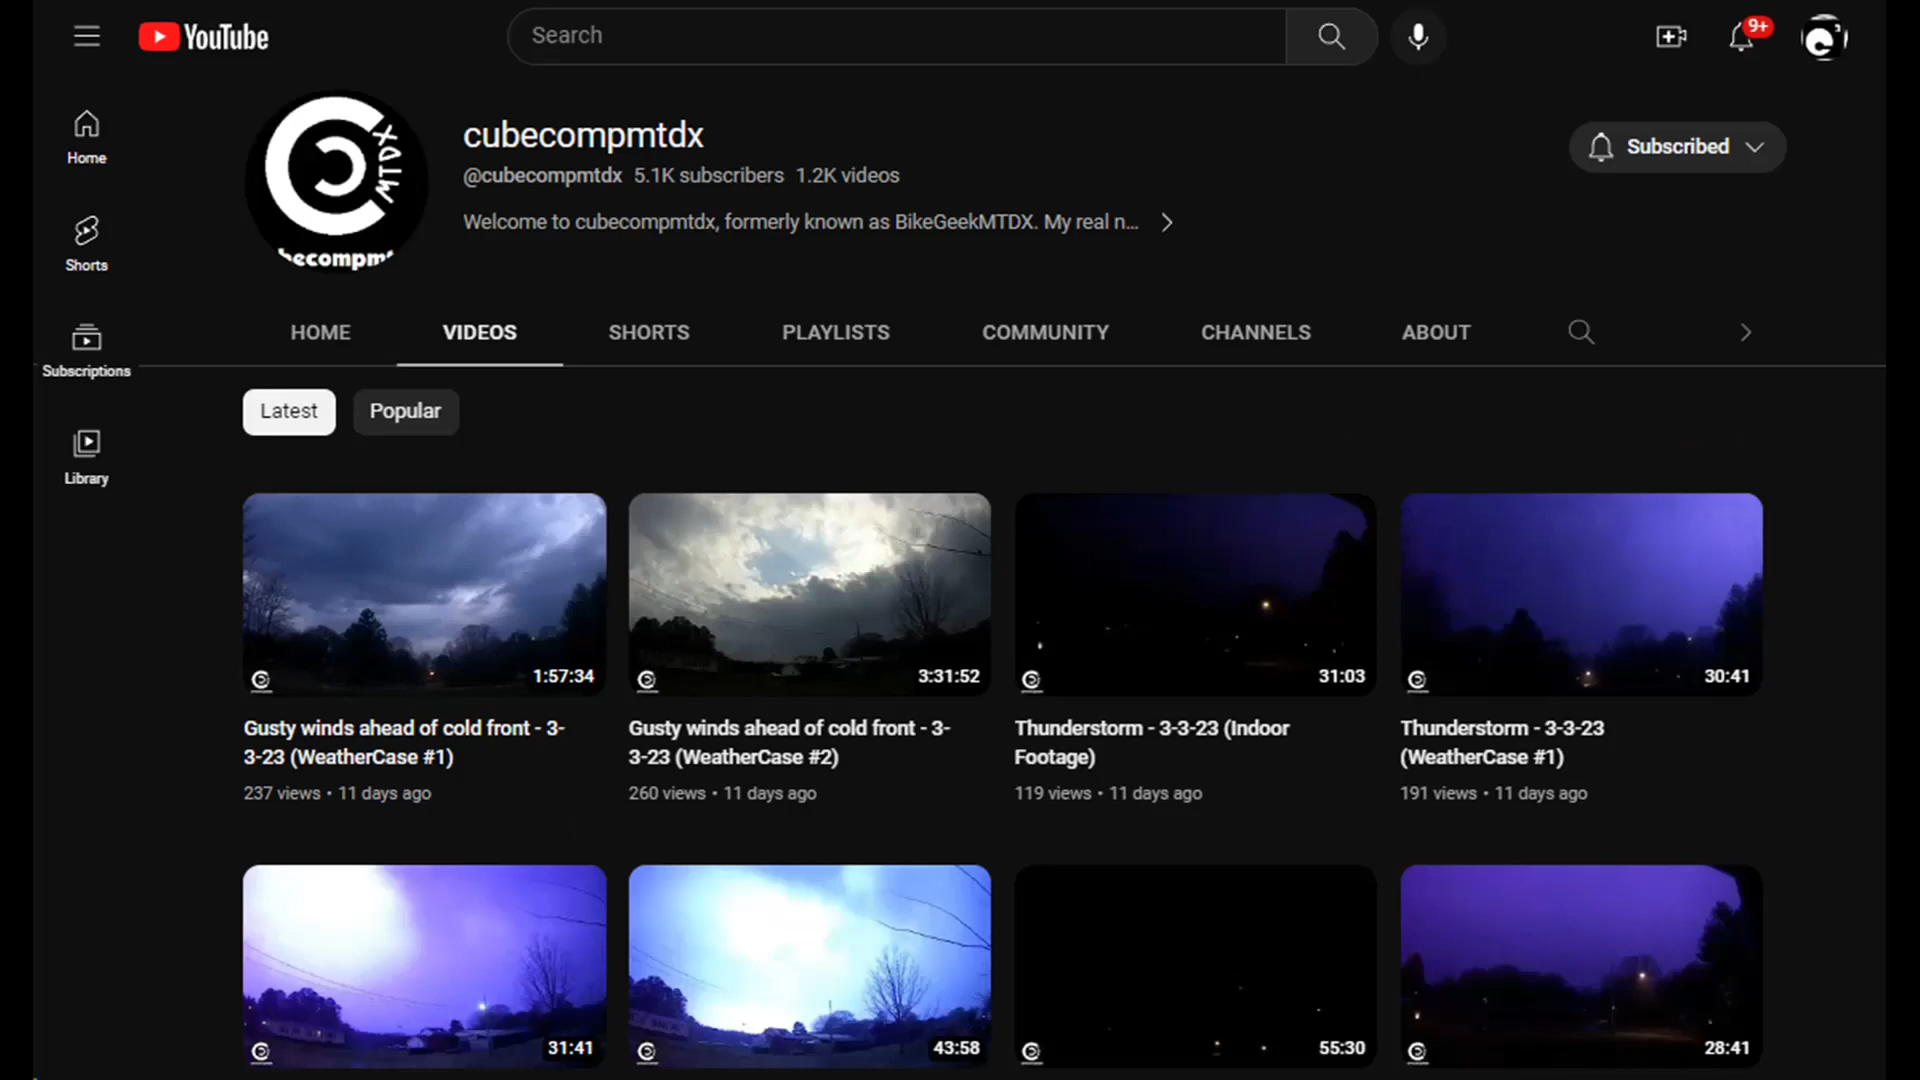 YouTube
Search
9+
Home
Shorts
Subscriptions
Library
MTDX
becompm
cubecompmtdx
@cubecompmtdx 5.1K subscribers 1.2K videos
Welcome to cubecompmtdx, formerly known as BikeGeekMTDX. My real n...
Subscribed
HOME VIDEOS SHORTS PLAYLISTS COMMUNITY CHANNELS ABOUT
Latest Popular
1:57:34
3:31:52
31:03
30:41
Gusty winds ahead of cold front - 3-
3-23 (WeatherCase #1)
237 views • 11 days ago
Gusty winds ahead of cold front - 3-
3-23 (WeatherCase #2)
260 views • 11 days ago
Thunderstorm - 3-3-23 (Indoor
Footage)
119 views • 11 days ago
Thunderstorm - 3-3-23
(WeatherCase #1)
191 views • 11 days ago
31:41
43:58
55:30
28:41